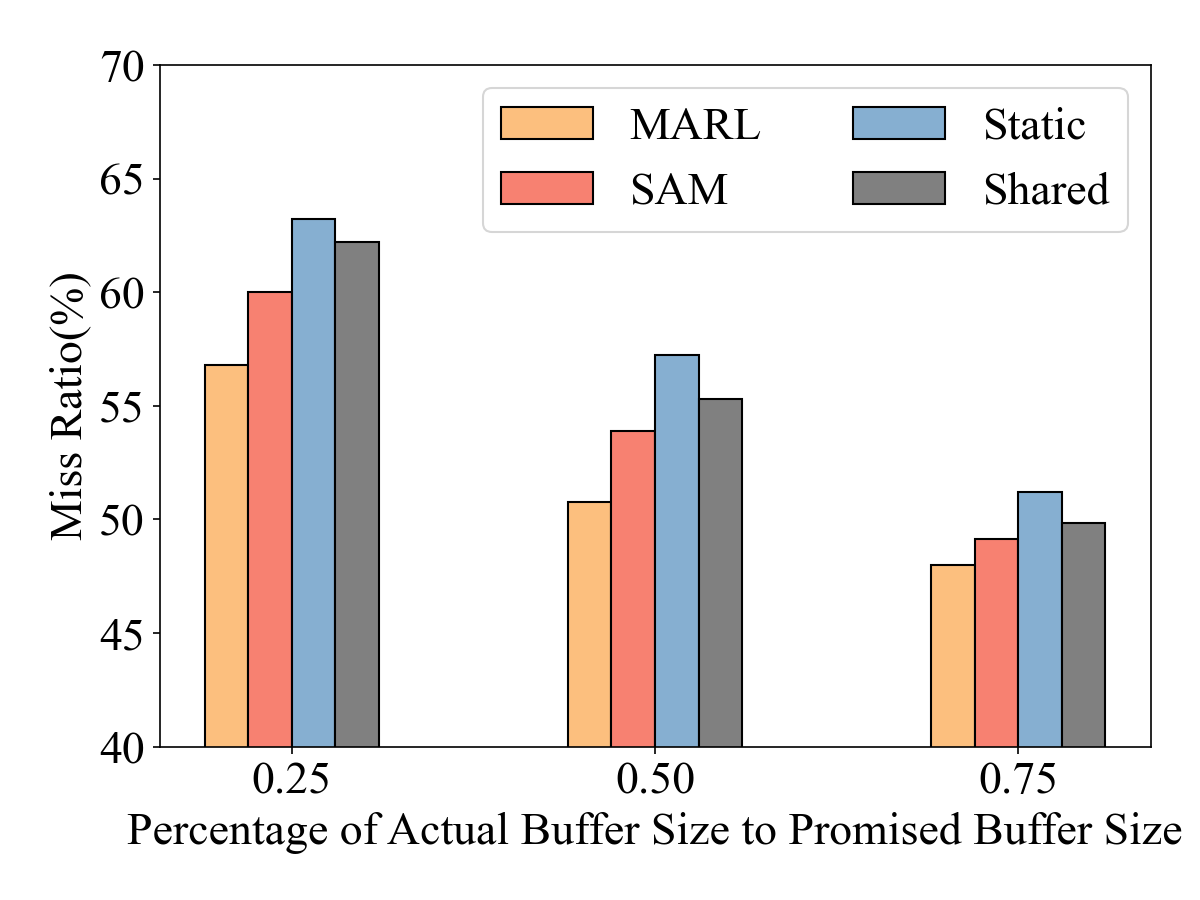 70
65
60
55
50
45
40
Miss Ratio(%)
MARL
SAM
Static
Shared
0.25 0.50 0.75
Percentage of Actual Buffer Size to Promised Buffer Size